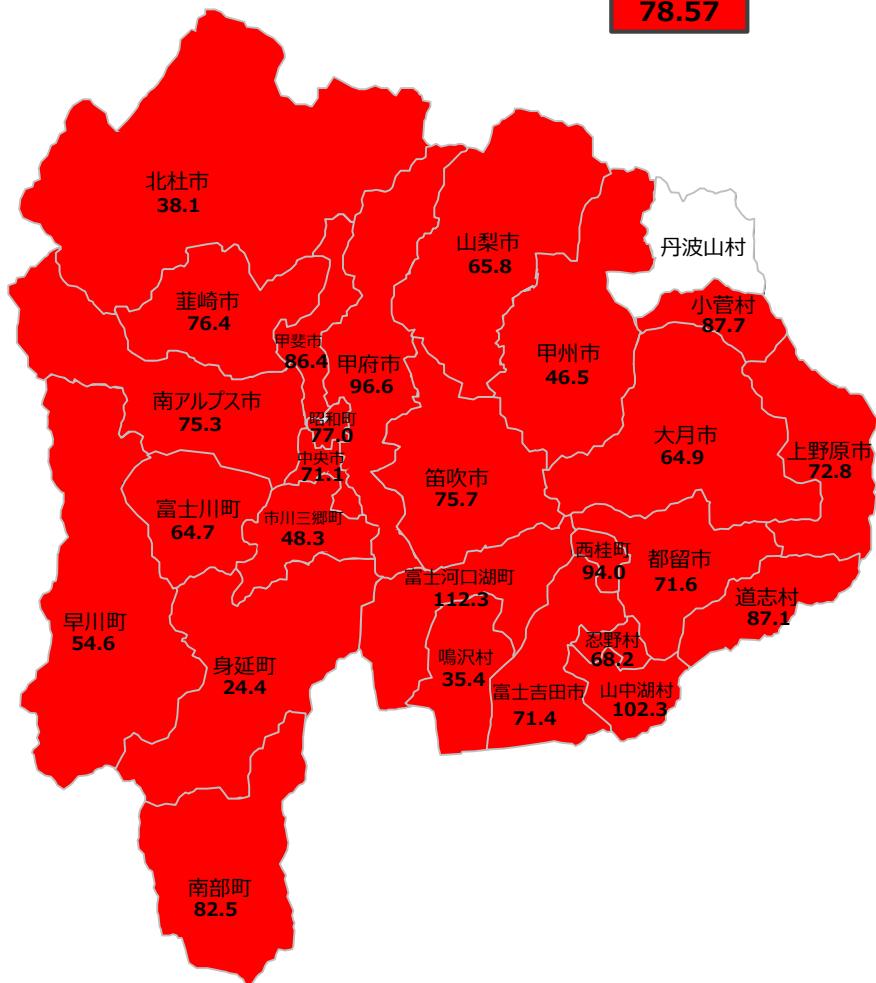 78.57
北杜市
38.1
山梨市
65.8
丹波山村
韮崎市
76.4
小菅村
87.7
甲斐市
86.4
甲府市
96.6
甲州市
46.5
南アルプス市
75.3
昭和町
77.0
大月市
64.9
上野原市
72.8
中央市
71.1
笛吹市
75.7
富士川町
64.7
市川三郷町
48.3
西桂町
94.0
都留市
71.6
富士河口湖町
112.3
道志村
87.1
早川町
54.6
忍野村
68.2
身延町
24.4
鳴沢村
35.4
富士吉田市
71.4
山中湖村
102.3
南部町
82.5